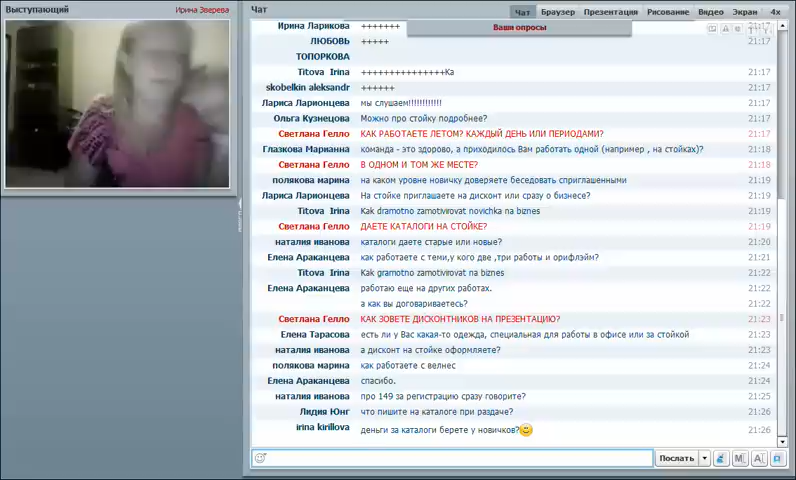 Выступающий
Ирина Зверева
Чат
Чат Браузер Презентация Рисование Видео Экран 4x
Ваши опросы
Ирина Ларикова +++++++ 21:17
ЛЮБОВЬ +++++ 21:17
ТОПОРКОВА
Titova Irina +++++++++++++++Ka 21:17
skobelkin aleksandr ++++++ 21:17
Лариса Ларионцева мы слушаем!!!!!!!!!!!! 21:17
Ольга Кузнецова Можно про стойку подробнее? 21:17
Светлана Гелло КАК РАБОТАЕТЕ ЛЕТОМ? КАЖДЫЙ ДЕНЬ ИЛИ ПЕРИОДАМИ? 21:17
Глазкова Марианна команда - это здорово, а приходилось Вам работать одной (например , на стойках)? 21:18
Светлана Гелло В ОДНОМ И ТОМ ЖЕ МЕСТЕ? 21:18
полякова марина на каком уровне новичку доверяете беседовать сприглашенными 21:19
Лариса Ларионцева На стойке приглашаете на дисконт или сразу о бизнесе? 21:19
Titova Irina Kak dramotno zamotivirovat novichka na biznes 21:19
Светлана Гелло ДАЕТЕ КАТАЛОГИ НА СТОЙКЕ? 21:19
наталия иванова каталоги даете старые или новые? 21:20
Елена Араканцева как работаете с теми,у кого две ,три работы и орифлэйм? 21:21
Titova Irina Kak gramotno zamotivirovat na biznes 21:22
Елена Араканцева работаю еще на других работах. 21:22
а как вы договариваетесь? 21:22
Светлана Гелло КАК ЗОВЕТЕ ДИСКОНТНИКОВ НА ПРЕЗЕНТАЦИЮ? 21:23
Елена Тарасова есть ли у Вас какая-то одежда, специальная для работы в офисе или за стойкой 21:23
наталия иванова а дисконт на стойке оформляете? 21:23
полякова марина как работаете с велнес 21:24
Елена Араканцева спасибо. 21:24
наталия иванова про 149 за регистрацию сразу говорите? 21:25
Лидия Юнг что пишите на каталоге при раздаче? 21:26
irina kirillova деньги за каталоги берете у новичков? 21:26
Послать